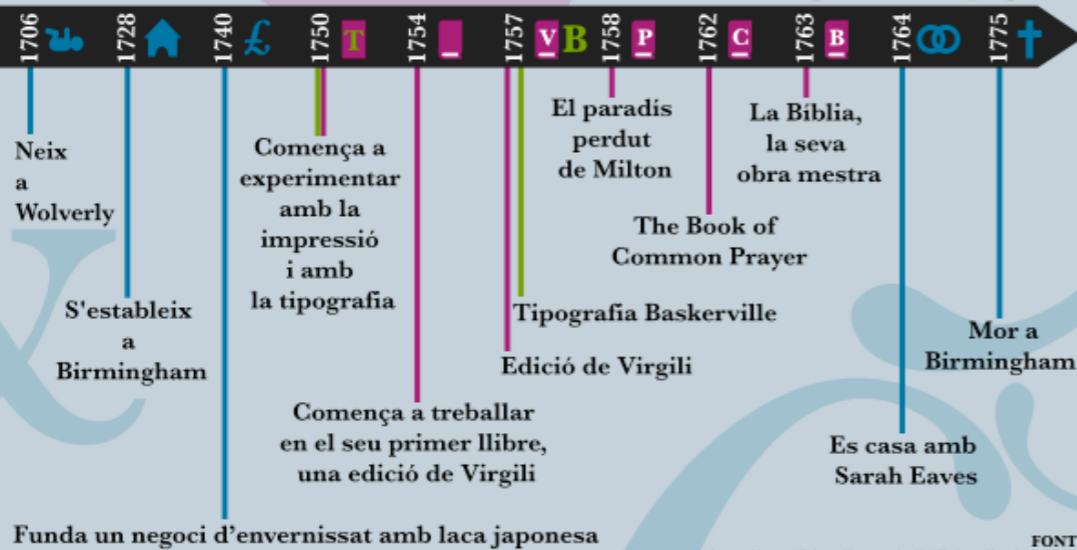 1706
1728
£
1740
1750
T
1754
_
1757
V
B
1758
P
1762
C
1763
B
1764
1775
Neix
a
Wolverly
S'estableix
a
Birmingham
Funda un negoci d'envernissat amb laca japonesa
Comença a
experimentar
amb la
impressió
i amb
la tipografia
Comença a treballar
en el seu primer llibre,
una edició de Virgili
Edició de Virgili
Tipografia Baskerville
El paradís
perdut
de Milton
The Book of
Common Prayer
La Bíblia,
la seva
obra mestra
Es casa amb
Sarah Eaves
Mor a
Birmingham
FONT